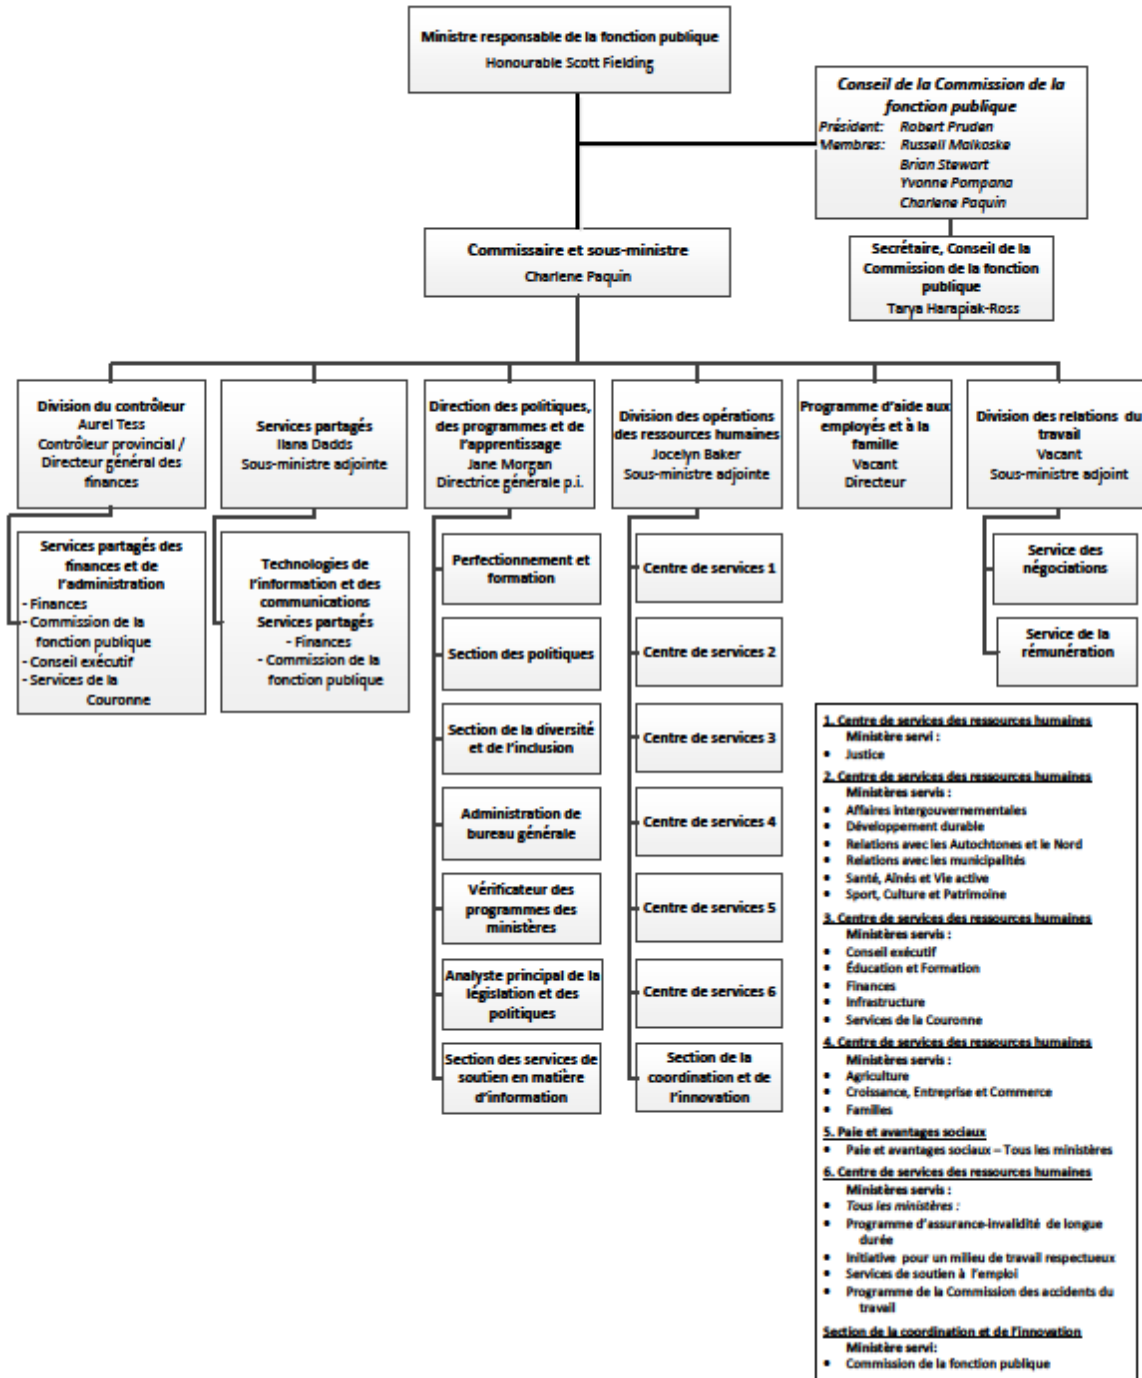 Ministre responsable de la fonction publique
Honourable Scott Fielding
Conseil de la Commission de la
fonction publique
Président: Robert Pruden
Membres: Russell Malkoske
Brian Stewart
Yvonne Pompana
Charlene Paquin
Commissaire et sous-ministre
Charlene Paquin
Secrétaire, Conseil de la
Commission de la fonction
publique
Tarya Harapiak-Ross
Division du contrôleur
Aurel Tess
Contrôleur provincial /
Directeur général des
finances
Services partagés
Ilana Dadds
Sous-ministre adjointe
Direction des politiques,
des programmes et de
l'apprentissage
Jane Morgan
Directrice générale p.i.
Division des opérations
des ressources humaines
Jocelyn Baker
Sous-ministre adjointe
Programme d'aide aux
employés et à la
famille
Vacant
Directeur
Division des relations du
travail
Vacant
Sous-ministre adjoint
Services partagés des
finances et de
l'administration
- Finances
- Commission de la
fonction publique
- Conseil exécutif
- Services de la
Couronne
Technologies de
l'information et des
communications
Services partagés
- Finances
- Commission de la
fonction publique
Perfectionnement et
formation
Section des politiques
Section de la diversité
et de l'inclusion
Administration de
bureau générale
Vérificateur des
programmes des
ministères
Analyste principal de la
législation et des
politiques
Section des services de
soutien en matière
d'information
Centre de services 1
Centre de services 2
Centre de services 3
Centre de services 4
Centre de services 5
Centre de services 6
Section de la
coordination et de
l'innovation
Service des
négociations
Service de la
rémunération
1. Centre de services des ressources humaines
Ministère servi :
• Justice
2. Centre de services des ressources humaines
Ministères servis :
• Affaires intergouvernementales
• Développement durable
• Relations avec les Autochtones et le Nord
• Relations avec les municipalités
• Santé, Aînés et Vie active
• Sport, Culture et Patrimoine
3. Centre de services des ressources humaines
Ministères servis :
• Conseil exécutif
• Éducation et Formation
• Finances
• Infrastructure
• Services de la Couronne
4. Centre de services des ressources humaines
Ministères servis :
• Agriculture
• Croissance, Entreprise et Commerce
• Familles
5. Paie et avantages sociaux
• Paie et avantages sociaux – Tous les ministères
6. Centre de services des ressources humaines
Ministères servis :
• Tous les ministères :
• Programme d'assurance-invalidité de longue
durée
• Initiative pour un milieu de travail respectueux
• Services de soutien à l'emploi
• Programme de la Commission des accidents du
travail
Section de la coordination et de l'innovation
Ministère servi:
• Commission de la fonction publique